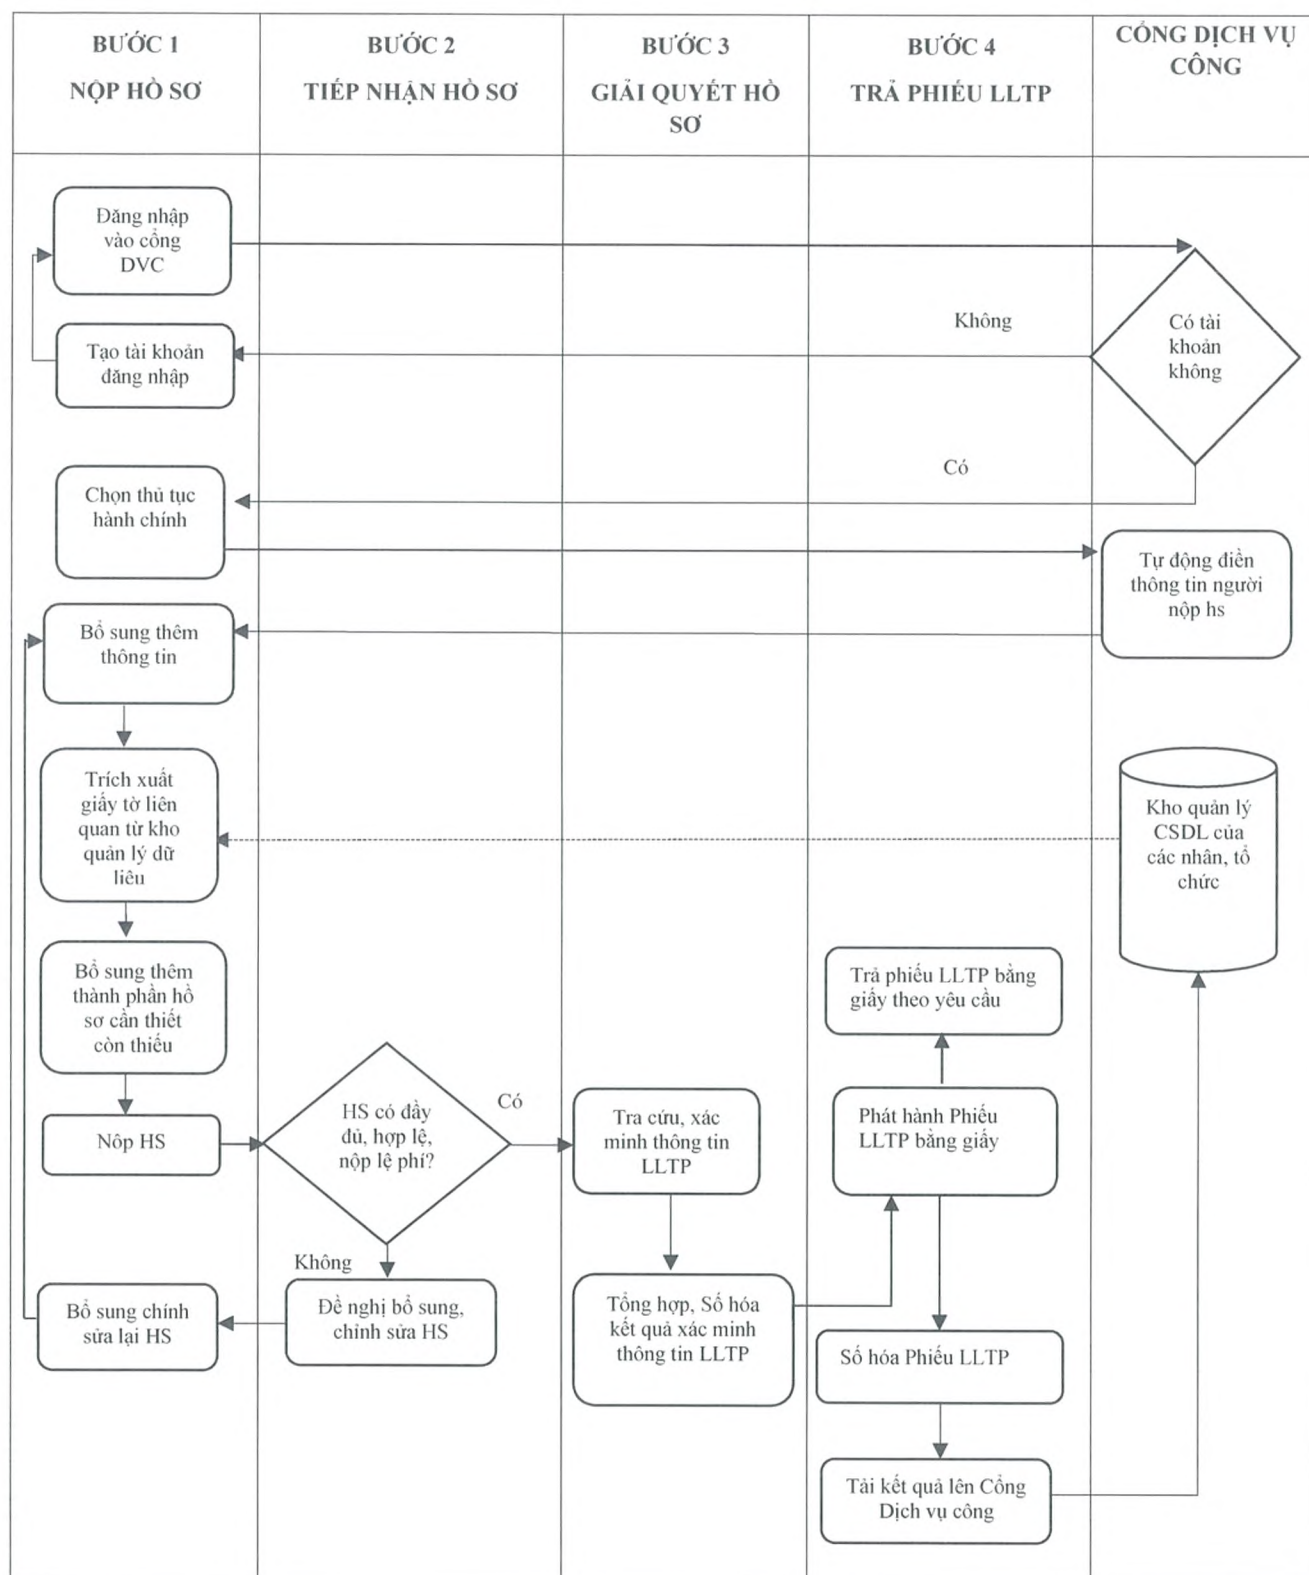 BƯỚC 1
NỘP HỒ SƠ
BƯỚC 2
TIẾP NHẬN HỒ SƠ
BƯỚC 3
GIẢI QUYẾT HỒ
SƠ
BƯỚC 4
TRẢ PHIẾU LLTP
CỔNG DỊCH VỤ
CÔNG
Đăng nhập
vào cổng
DVC
Không
Có tài
khoản
không
Tạo tài khoản
đăng nhập
Có
Chọn thủ tục
hành chính
Tự động điền
thông tin người
nộp hs
Bổ sung thêm
thông tin
Trích xuất
giấy tờ liên
quan từ kho
quản lý dữ
liêu
Kho quản lý
CSDL của
các nhân, tổ
chức
Bổ sung thêm
thành phần hồ
sơ cần thiết
còn thiếu
Trả phiếu LLTP bằng
giấy theo yêu cầu
Nôp HS
HS có đầy
đủ, hợp lệ,
nộp lệ phí?
Có
Tra cứu, xác
minh thông tin
LLTP
Phát hành Phiếu
LLTP bằng giấy
Không
Bổ sung chỉnh
sửa lại HS
Đề nghị bổ sung,
chỉnh sửa HS
Tổng hợp, Số hóa
kết quả xác minh
thông tin LLTP
Số hóa Phiếu LLTP
Tải kết quả lên Cổng
Dịch vụ công